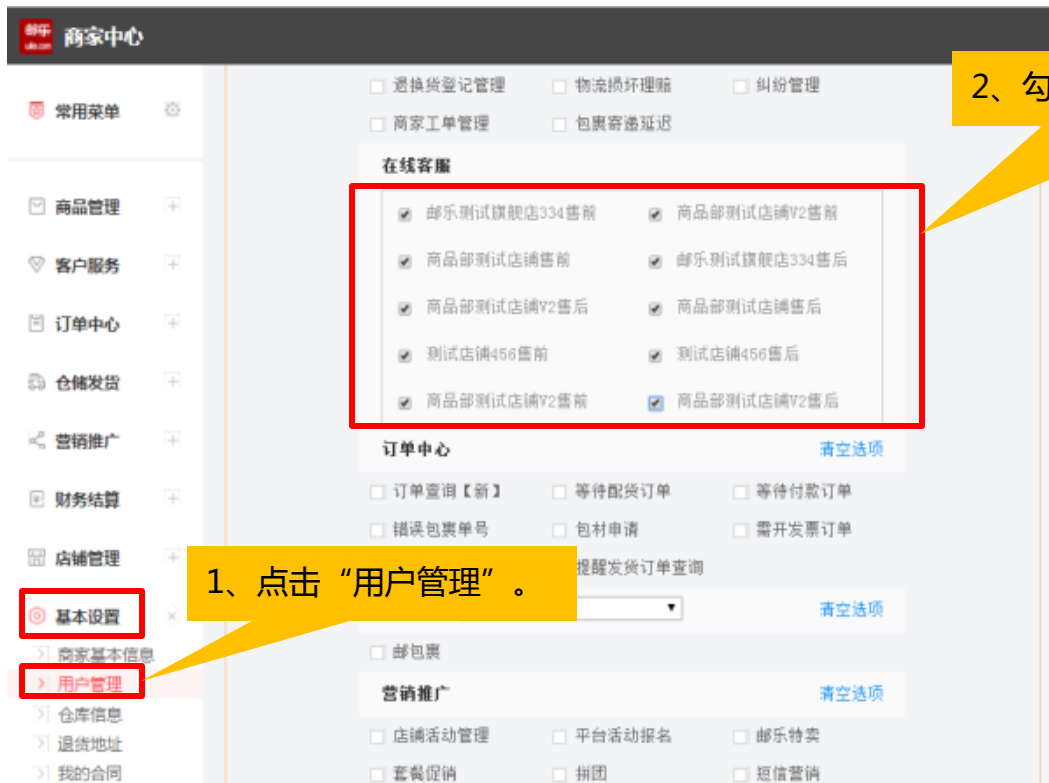 邮乐
ule.com
商家中心
常用菜单
商品管理
客户服务
订单中心
仓储发货
营销推广
财务结算
店铺管理
基本设置
商家基本信息
用户管理
仓库信息
退货地址
我的合同
退换货登记管理 物流损坏理赔 纠纷管理
商家工单管理 包裹寄递延迟
在线客服
邮乐测试旗舰店334售前 商品部测试店铺V2售前
商品部测试店铺售前 邮乐测试旗舰店334售后
商品部测试店铺V2售后 商品部测试店铺售后
测试店铺456售前 测试店铺456售后
商品部测试店铺V2售前 商品部测试店铺V2售后
订单中心 清空选项
订单查询【新】 等待配货订单 等待付款订单
错误包裹单号 包材申请 需开发票订单
提醒发货订单查询
清空选项
邮包裹
营销推广 清空选项
店铺活动管理 平台活动报名 邮乐特卖
套餐促销 拼团 短信营销
1、点击“用户管理”。
2、勾